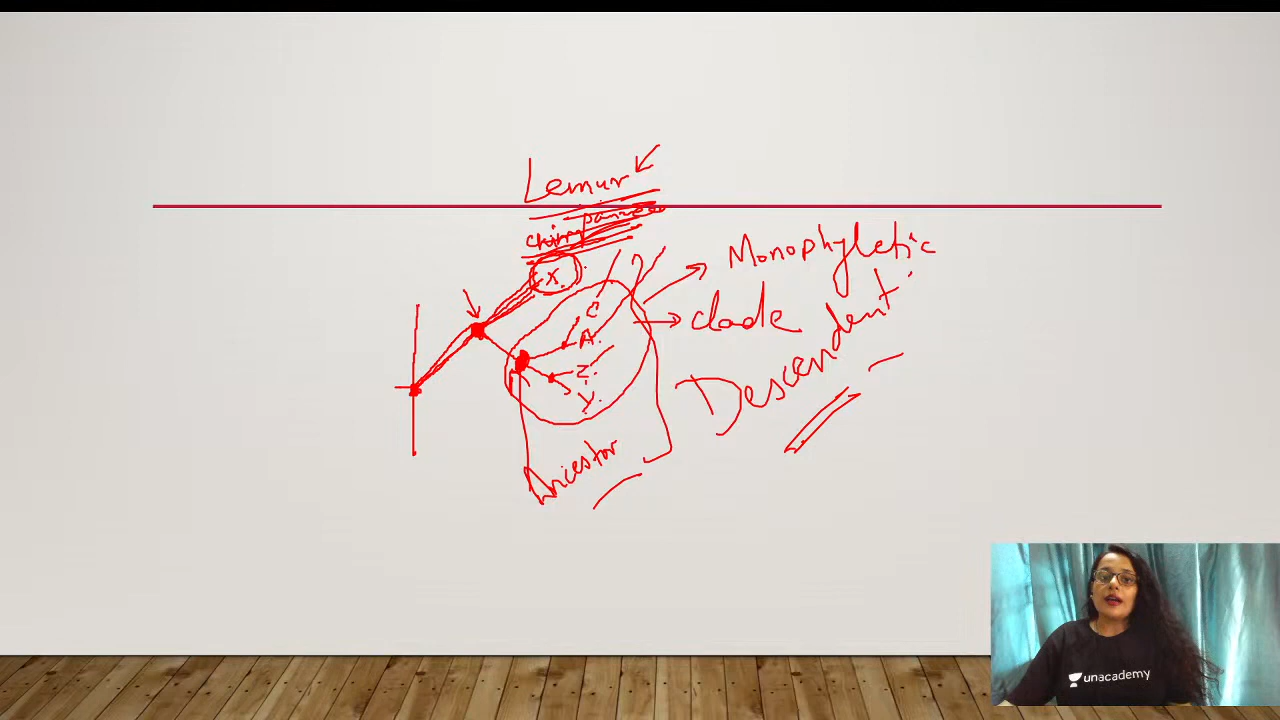 Lemur
chimpanzee
X.
Monophyletic
C
clade
A.
Descendent
Z.
Y.
Ancestor
unacademy